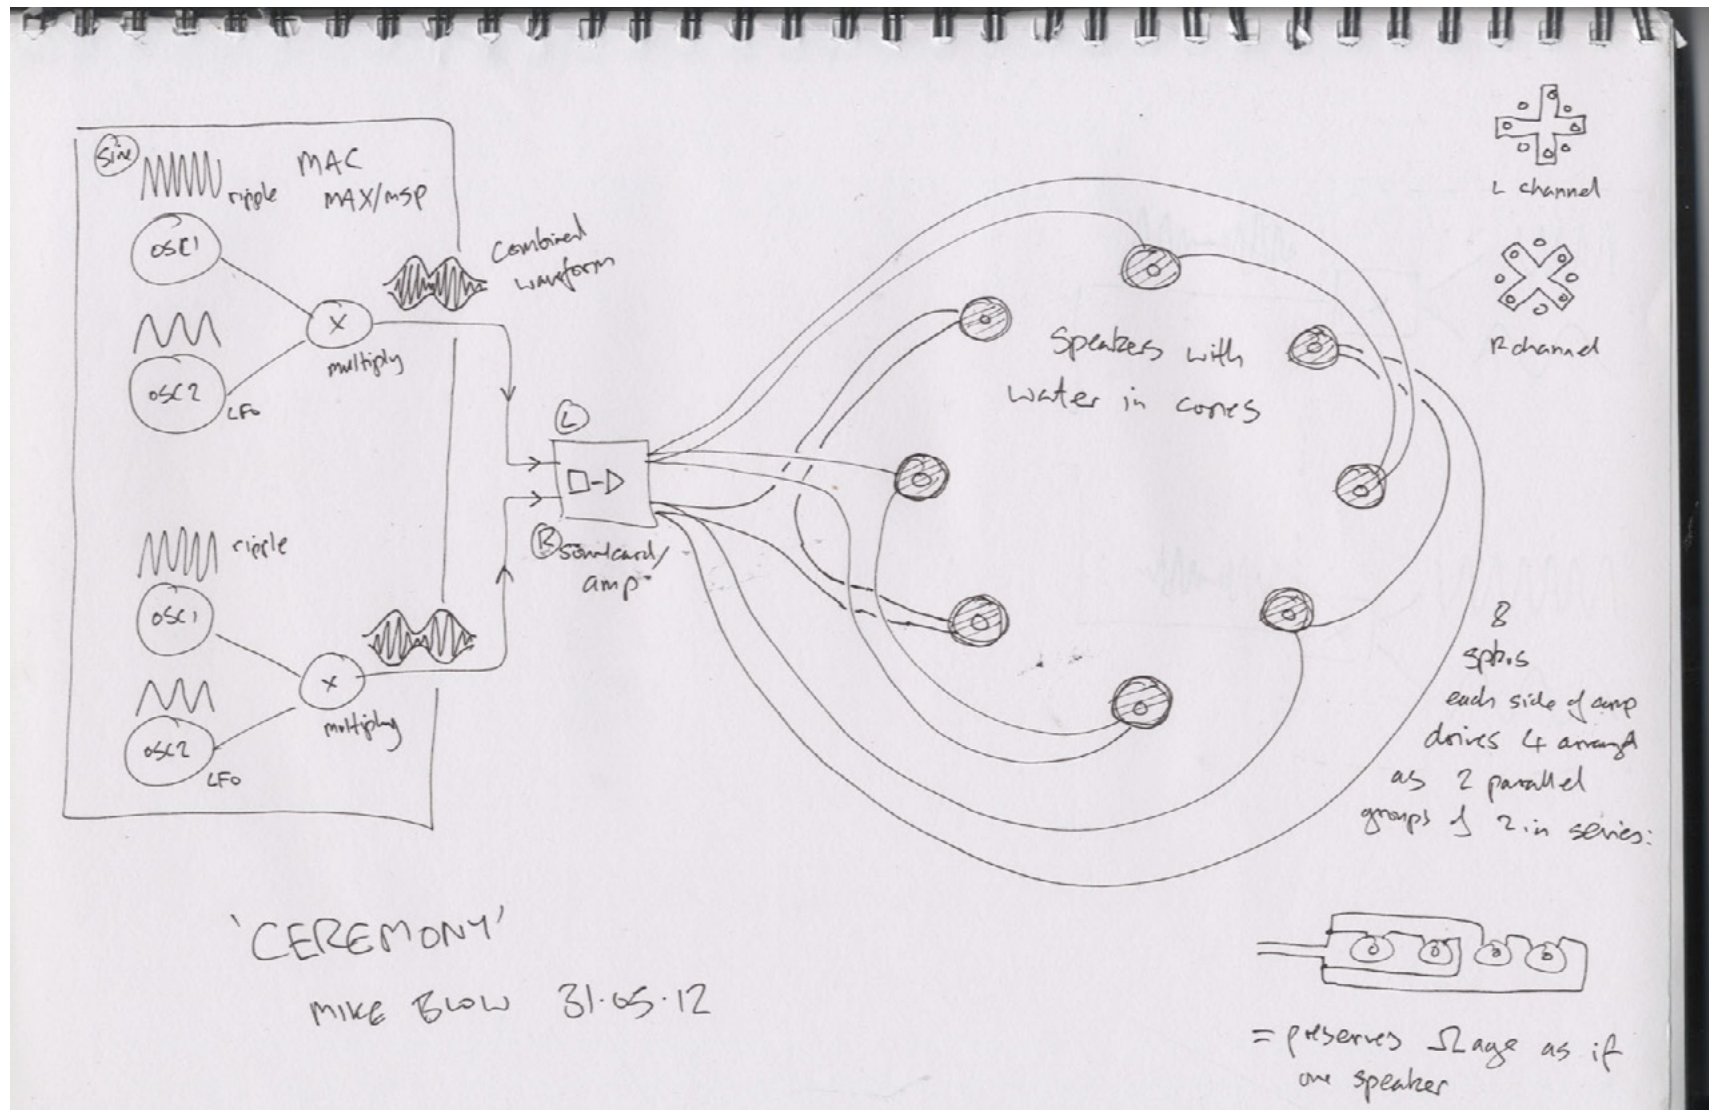 Sine
ripple
MAC
MAX/MSP
OSC1
Combined
waveform
X
multiply
OSC2
LFO
L
R
soundcard/
amp
ripple
OSC1
X
multiply
OSC2
LFO
Speakers with
water in cones
L channel
R channel
8
spkrs
each side of amp
drives 4 arranged
as 2 parallel
groups of 2 in series:
= preserves Ωage as if
one speaker
'CEREMONY'
MIKE BLOW 31.05.12